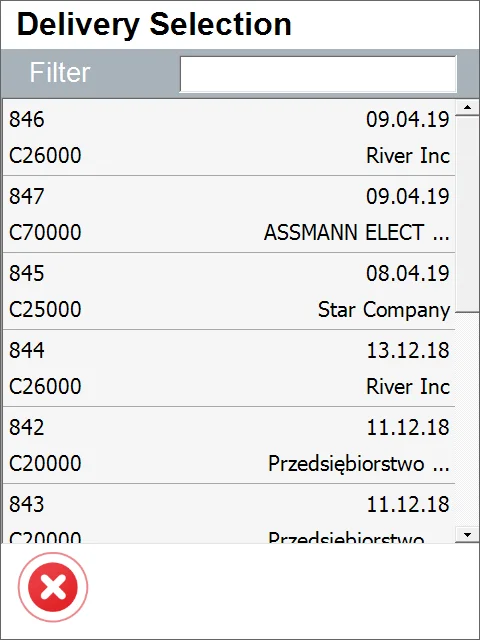 Delivery Selection
Filter
846 09.04.19
C26000 River Inc
847 09.04.19
C70000 ASSMANN ELECT ...
845 08.04.19
C25000 Star Company
844 13.12.18
C26000 River Inc
842 11.12.18
C20000 Przedsiębiorstwo ...
843 11.12.18
C20000 Przedsiębiorstwo ...